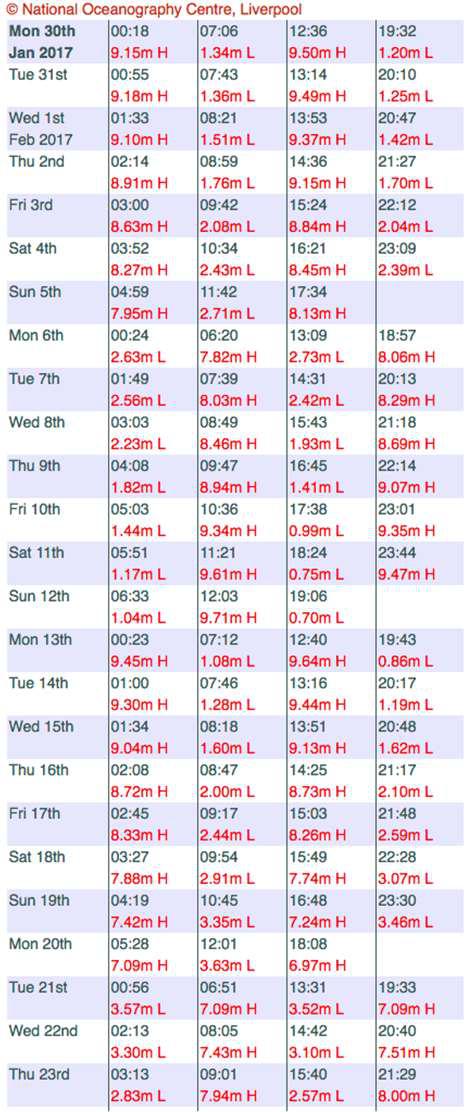 © National Oceanography Centre, Liverpool
Mon 30th 00:18 07:06 12:36 19:32
Jan 2017 9.15m H 1.34m L 9.50m H 1.20m L
Tue 31st 00:55 07:43 13:14 20:10
9.18m H 1.36m L 9.49m H 1.25m L
Wed 1st 01:33 08:21 13:53 20:47
Feb 2017 9.10m H 1.51m L 9.37m H 1.42m L
Thu 2nd 02:14 08:59 14:36 21:27
8.91m H 1.76m L 9.15m H 1.70m L
Fri 3rd 03:00 09:42 15:24 22:12
8.63m H 2.08m L 8.84m H 2.04m L
Sat 4th 03:52 10:34 16:21 23:09
8.27m H 2.43m L 8.45m H 2.39m L
Sun 5th 04:59 11:42 17:34
7.95m H 2.71m L 8.13m H
Mon 6th 00:24 06:20 13:09 18:57
2.63m L 7.82m H 2.73m L 8.06m H
Tue 7th 01:49 07:39 14:31 20:13
2.56m L 8.03m H 2.42m L 8.29m H
Wed 8th 03:03 08:49 15:43 21:18
2.23m L 8.46m H 1.93m L 8.69m H
Thu 9th 04:08 09:47 16:45 22:14
1.82m L 8.94m H 1.41m L 9.07m H
Fri 10th 05:03 10:36 17:38 23:01
1.44m L 9.34m H 0.99m L 9.35m H
Sat 11th 05:51 11:21 18:24 23:44
1.17m L 9.61m H 0.75m L 9.47m H
Sun 12th 06:33 12:03 19:06
1.04m L 9.71m H 0.70m L
Mon 13th 00:23 07:12 12:40 19:43
9.45m H 1.08m L 9.64m H 0.86m L
Tue 14th 01:00 07:46 13:16 20:17
9.30m H 1.28m L 9.44m H 1.19m L
Wed 15th 01:34 08:18 13:51 20:48
9.04m H 1.60m L 9.13m H 1.62m L
Thu 16th 02:08 08:47 14:25 21:17
8.72m H 2.00m L 8.73m H 2.10m L
Fri 17th 02:45 09:17 15:03 21:48
8.33m H 2.44m L 8.26m H 2.59m L
Sat 18th 03:27 09:54 15:49 22:28
7.88m H 2.91m L 7.74m H 3.07m L
Sun 19th 04:19 10:45 16:48 23:30
7.42m H 3.35m L 7.24m H 3.46m L
Mon 20th 05:28 12:01 18:08
7.09m H 3.63m L 6.97m H
Tue 21st 00:56 06:51 13:31 19:33
3.57m L 7.09m H 3.52m L 7.09m H
Wed 22nd 02:13 08:05 14:42 20:40
3.30m L 7.43m H 3.10m L 7.51m H
Thu 23rd 03:13 09:01 15:40 21:29
2.83m L 7.94m H 2.57m L 8.00m H